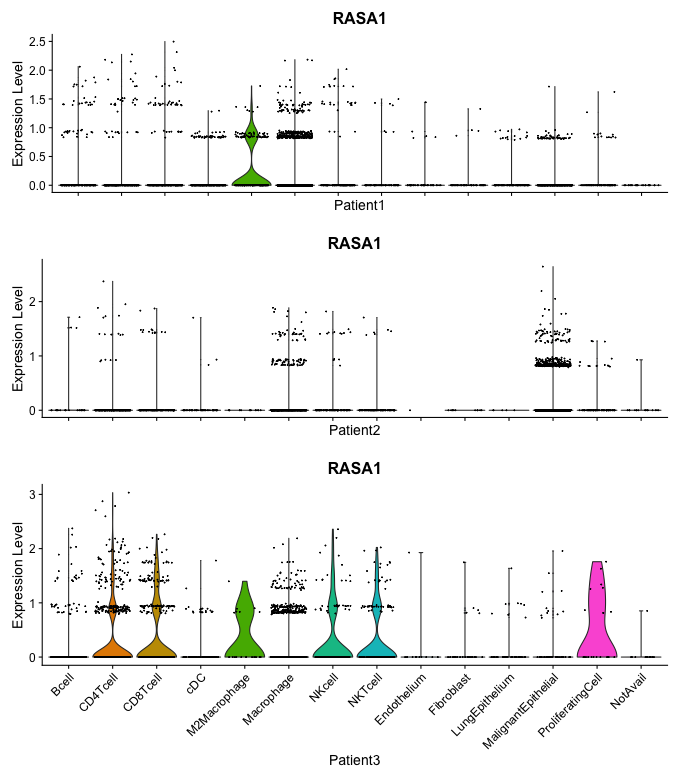 RASA1
Expression Level
2.5
2.0
1.5
1.0
0.5
0.0
Patient1
RASA1
Expression Level
2
1
0
Patient2
RASA1
Expression Level
3
2
1
0
Bcell
CD4Tcell
CD8Tcell
cDC
M2Macrophage
Macrophage
NKcell
NKTcell
Endothelium
Fibroblast
LungEpithelium
MalignantEpithelial
ProliferatingCell
NotAvail
Patient3